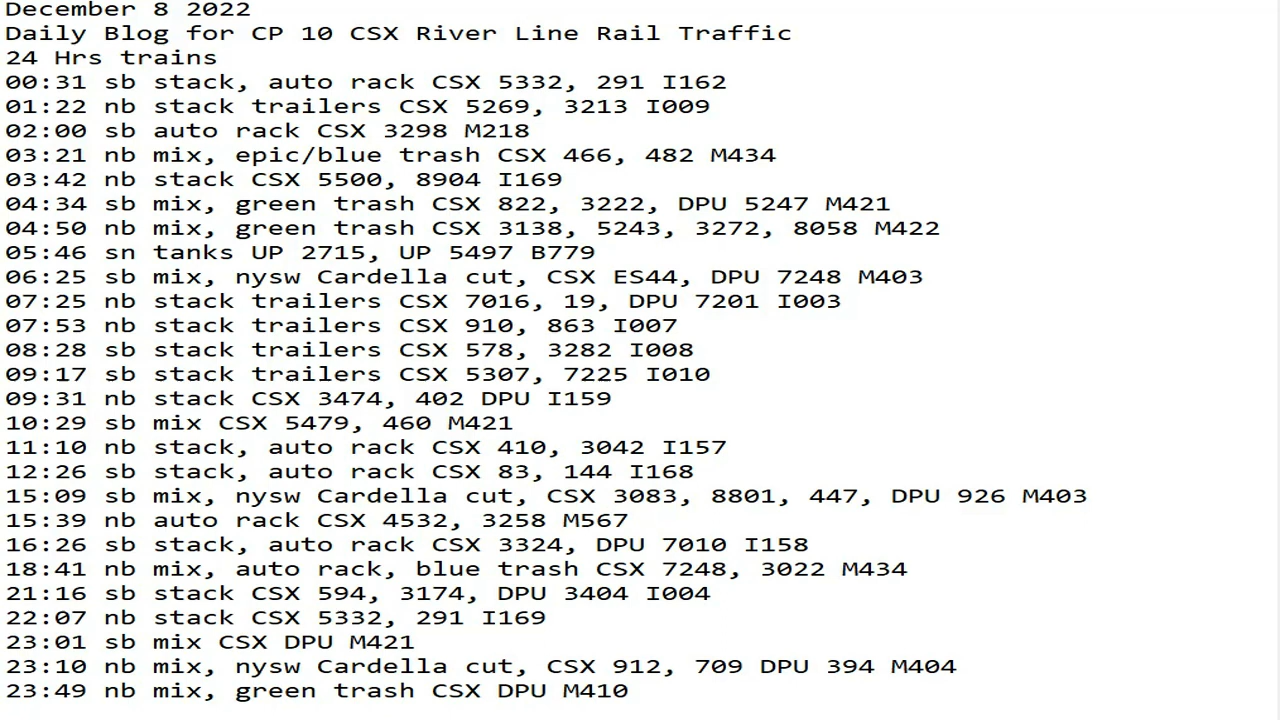 December 8 2022
Daily Blog for CP 10 CSX River Line Rail Traffic
24 Hrs trains
00:31 sb stack, auto rack CSX 5332, 291 I162
01:22 nb stack trailers CSX 5269, 3213 I009
02:00 sb auto rack CSX 3298 M218
03:21 nb mix, epic/blue trash CSX 466, 482 M434
03:42 nb stack CSX 5500, 8904 I169
04:34 sb mix, green trash CSX 822, 3222, DPU 5247 M421
04:50 nb mix, green trash CSX 3138, 5243, 3272, 8058 M422
05:46 sn tanks UP 2715, UP 5497 B779
06:25 sb mix, nysw Cardella cut, CSX ES44, DPU 7248 M403
07:25 nb stack trailers CSX 7016, 19, DPU 7201 I003
07:53 nb stack trailers CSX 910, 863 I007
08:28 sb stack trailers CSX 578, 3282 I008
09:17 sb stack trailers CSX 5307, 7225 I010
09:31 nb stack CSX 3474, 402 DPU I159
10:29 sb mix CSX 5479, 460 M421
11:10 nb stack, auto rack CSX 410, 3042 I157
12:26 sb stack, auto rack CSX 83, 144 I168
15:09 sb mix, nysw Cardella cut, CSX 3083, 8801, 447, DPU 926 M403
15:39 nb auto rack CSX 4532, 3258 M567
16:26 sb stack, auto rack CSX 3324, DPU 7010 I158
18:41 nb mix, auto rack, blue trash CSX 7248, 3022 M434
21:16 sb stack CSX 594, 3174, DPU 3404 I004
22:07 nb stack CSX 5332, 291 I169
23:01 sb mix CSX DPU M421
23:10 nb mix, nysw Cardella cut, CSX 912, 709 DPU 394 M404
23:49 nb mix, green trash CSX DPU M410